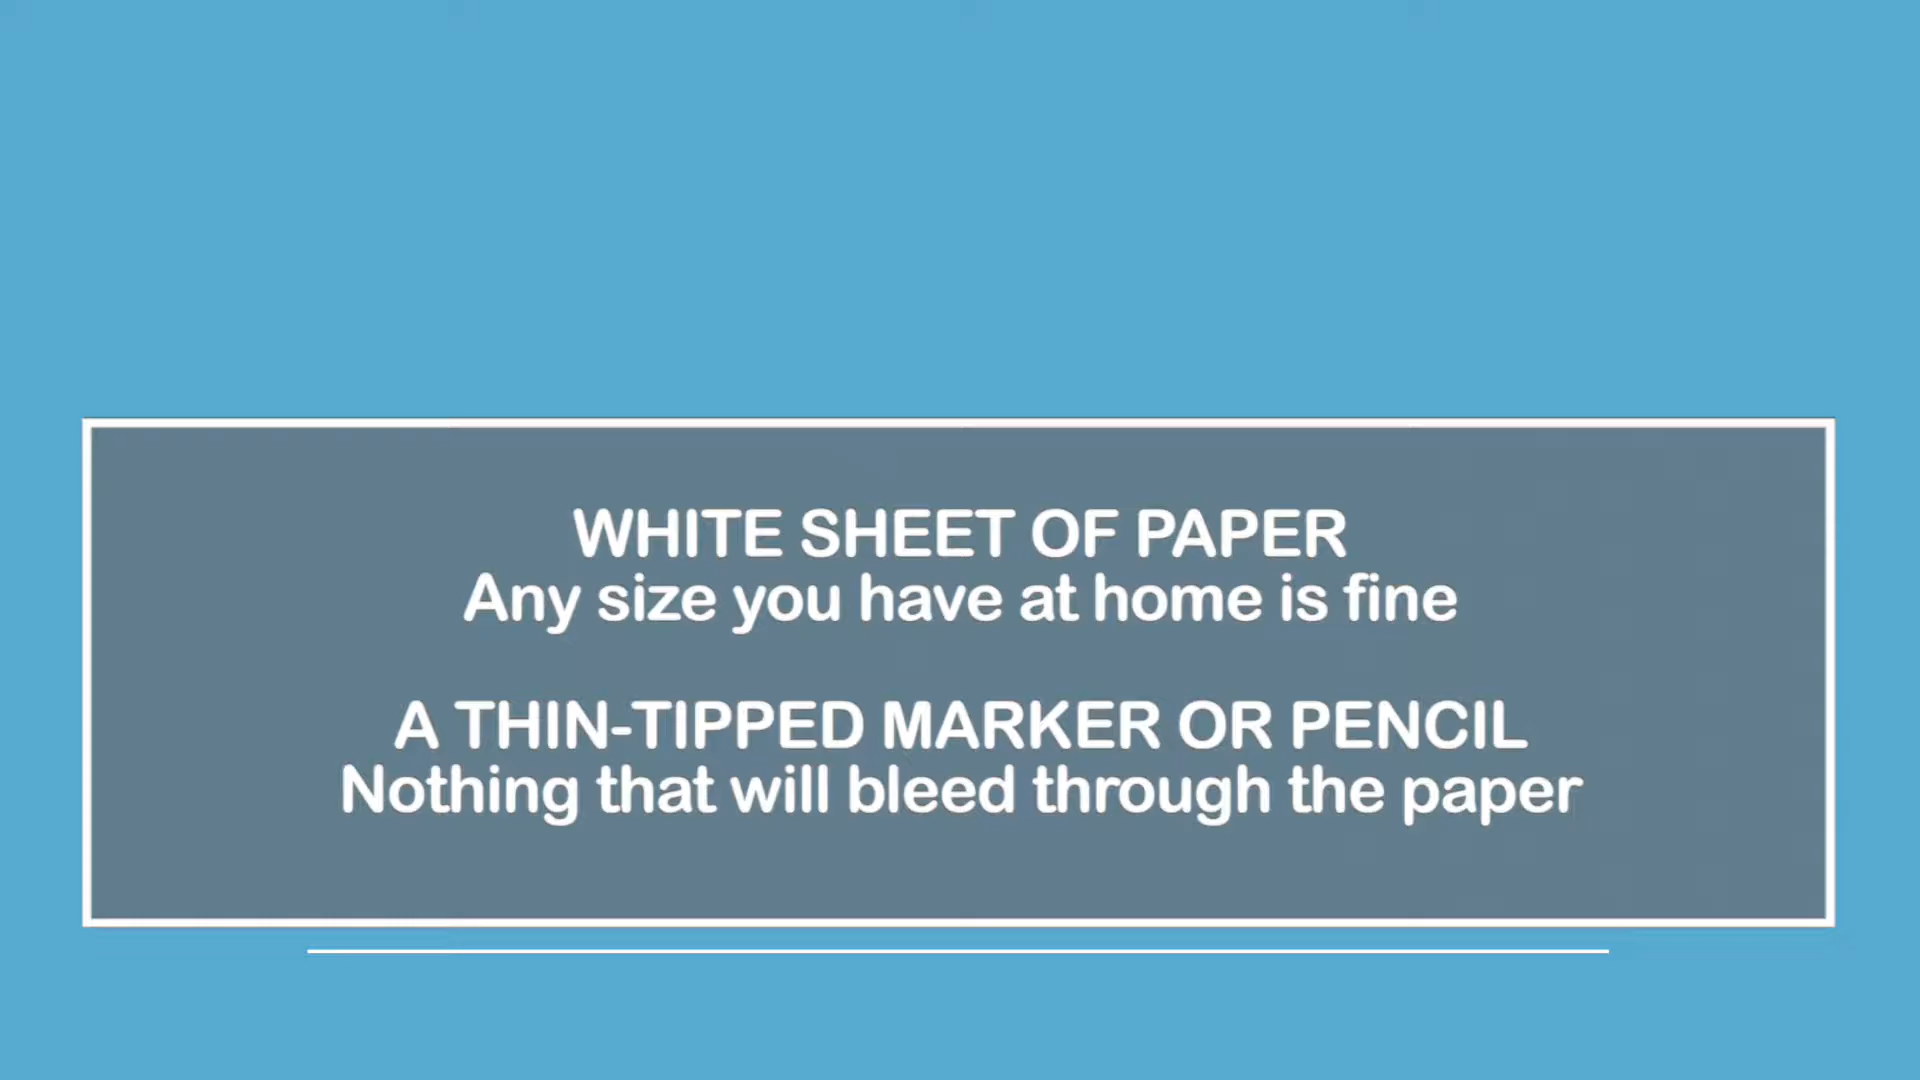 WHITE SHEET OF PAPER
Any size you have at home is fine
A THIN-TIPPED MARKER OR PENCIL
Nothing that will bleed through the paper